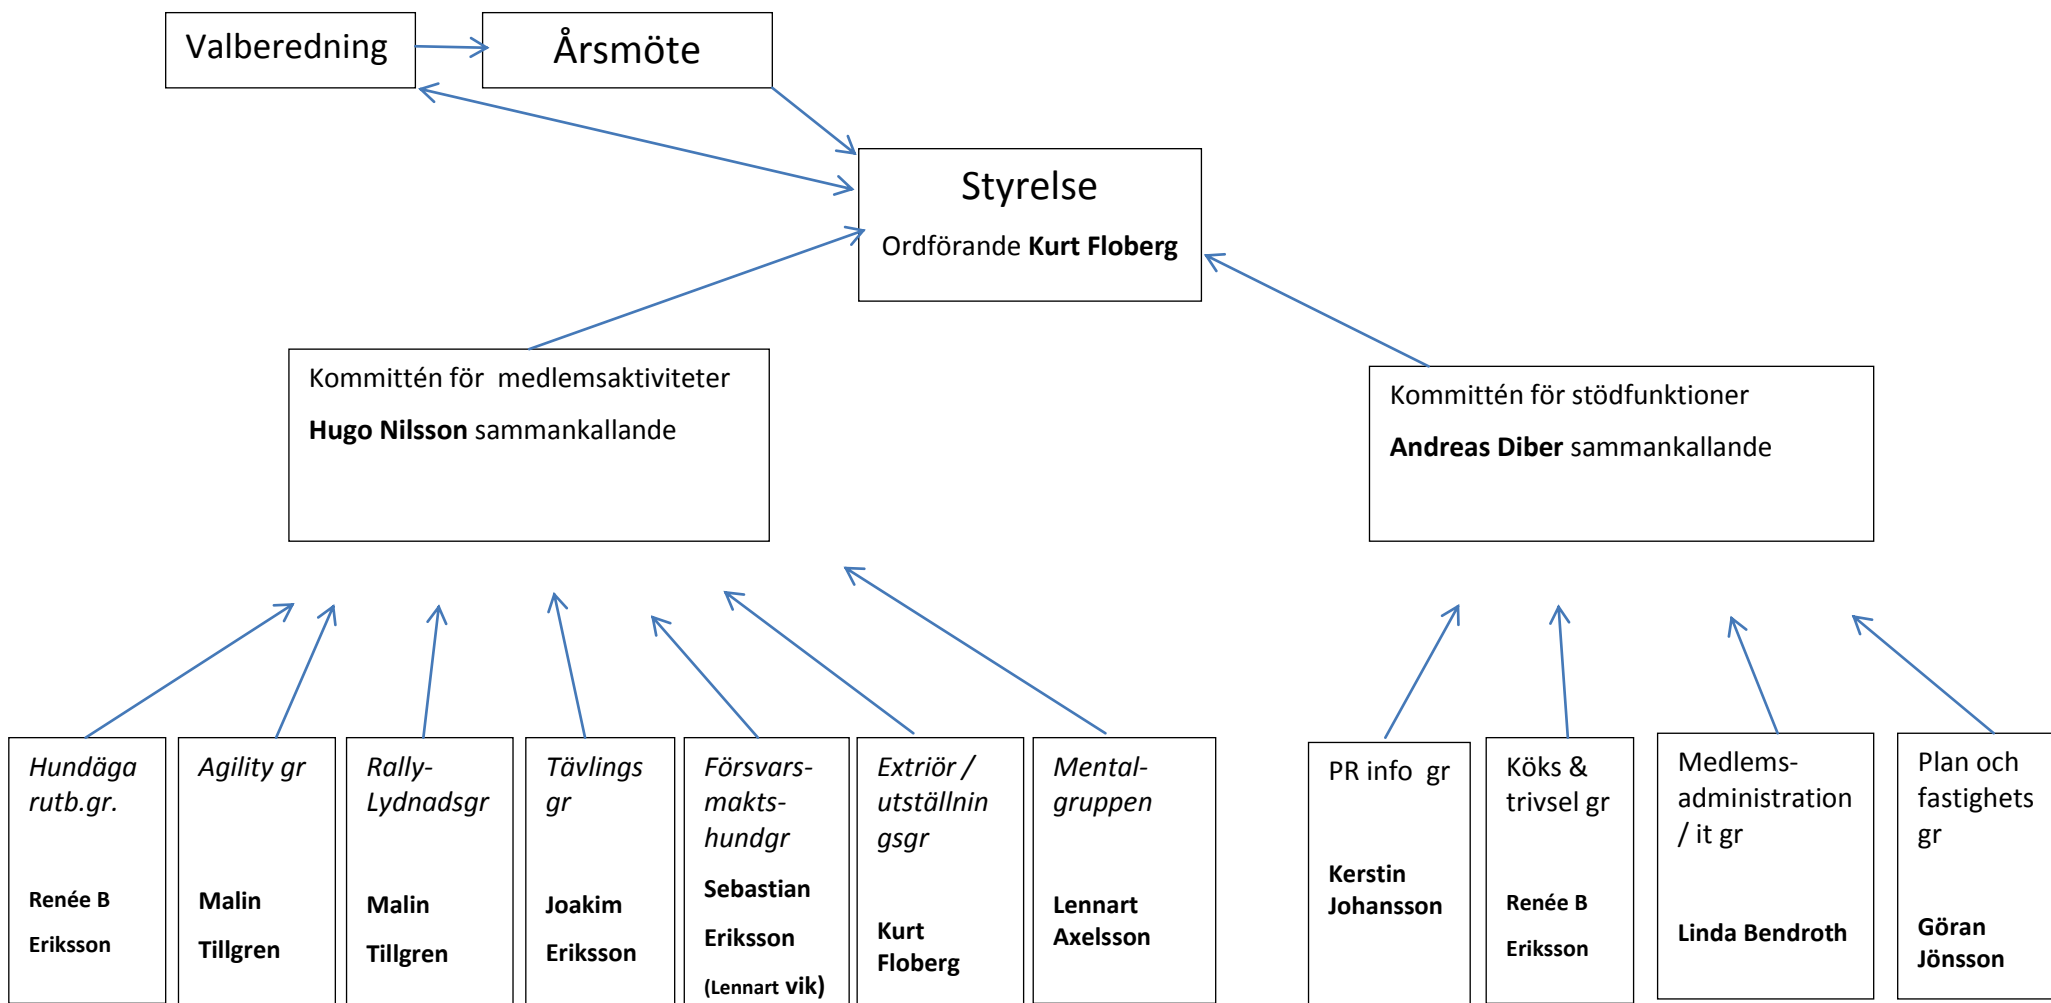 Valberedning
Årsmöte
Styrelse
Ordförande Kurt Floberg
Kommittén för  medlemsaktiviteter
Hugo Nilsson sammankallande
Kommittén för stödfunktioner
Andreas Diber sammankallande
Hundäga
rutb.gr.
Renée B
Eriksson
Agility gr
Malin
Tillgren
Rally-
Lydnadsgr
Malin
Tillgren
Tävlings
gr
Joakim
Eriksson
Försvars-
makts-
hundgr
Sebastian
Eriksson
(Lennart vik)
Extriör /
utställnin
gsgr
Kurt
Floberg
Mental-
gruppen
Lennart
Axelsson
PR info  gr
Kerstin
Johansson
Köks &
trivsel gr
Renée B
Eriksson
Medlems-
administration
/ it gr
Linda Bendroth
Plan och
fastighets
gr
Göran
Jönsson